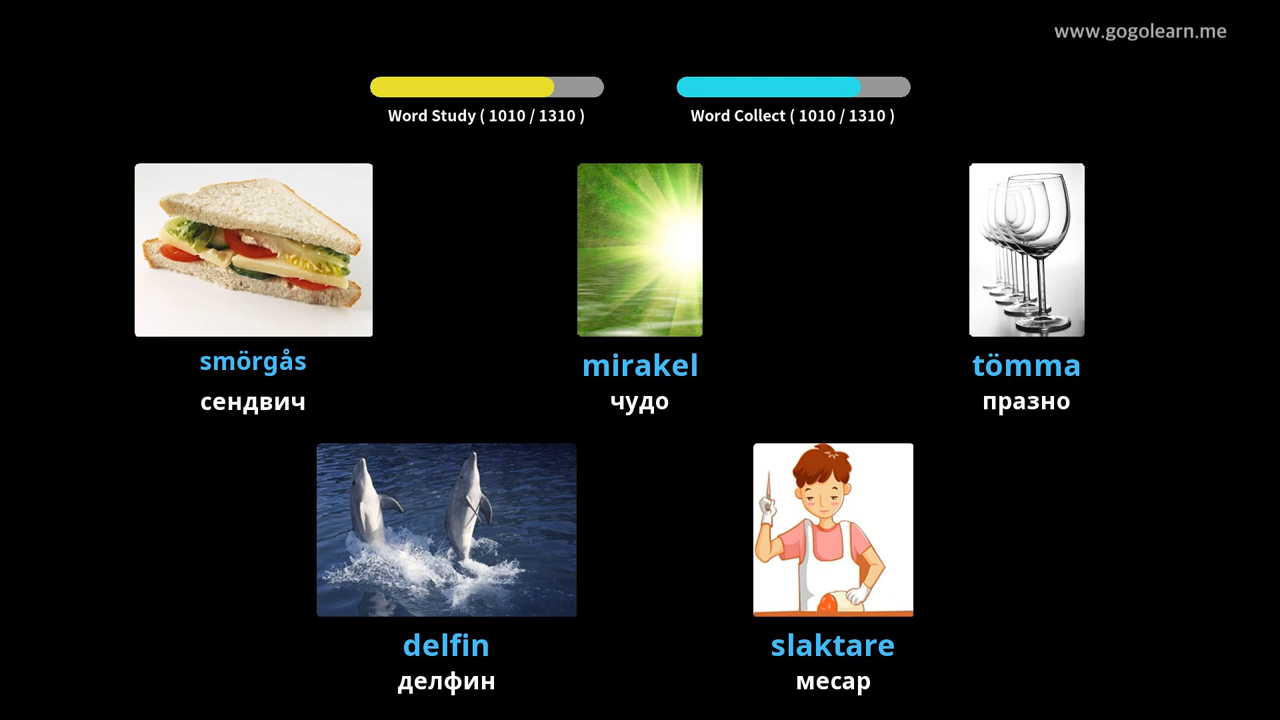 www.gogolearn.me
Word Study ( 1010 / 1310 )
Word Collect ( 1010 / 1310 )
smörgås
сендвич
mirakel
чудо
tömma
празно
delfin
делфин
slaktare
месар